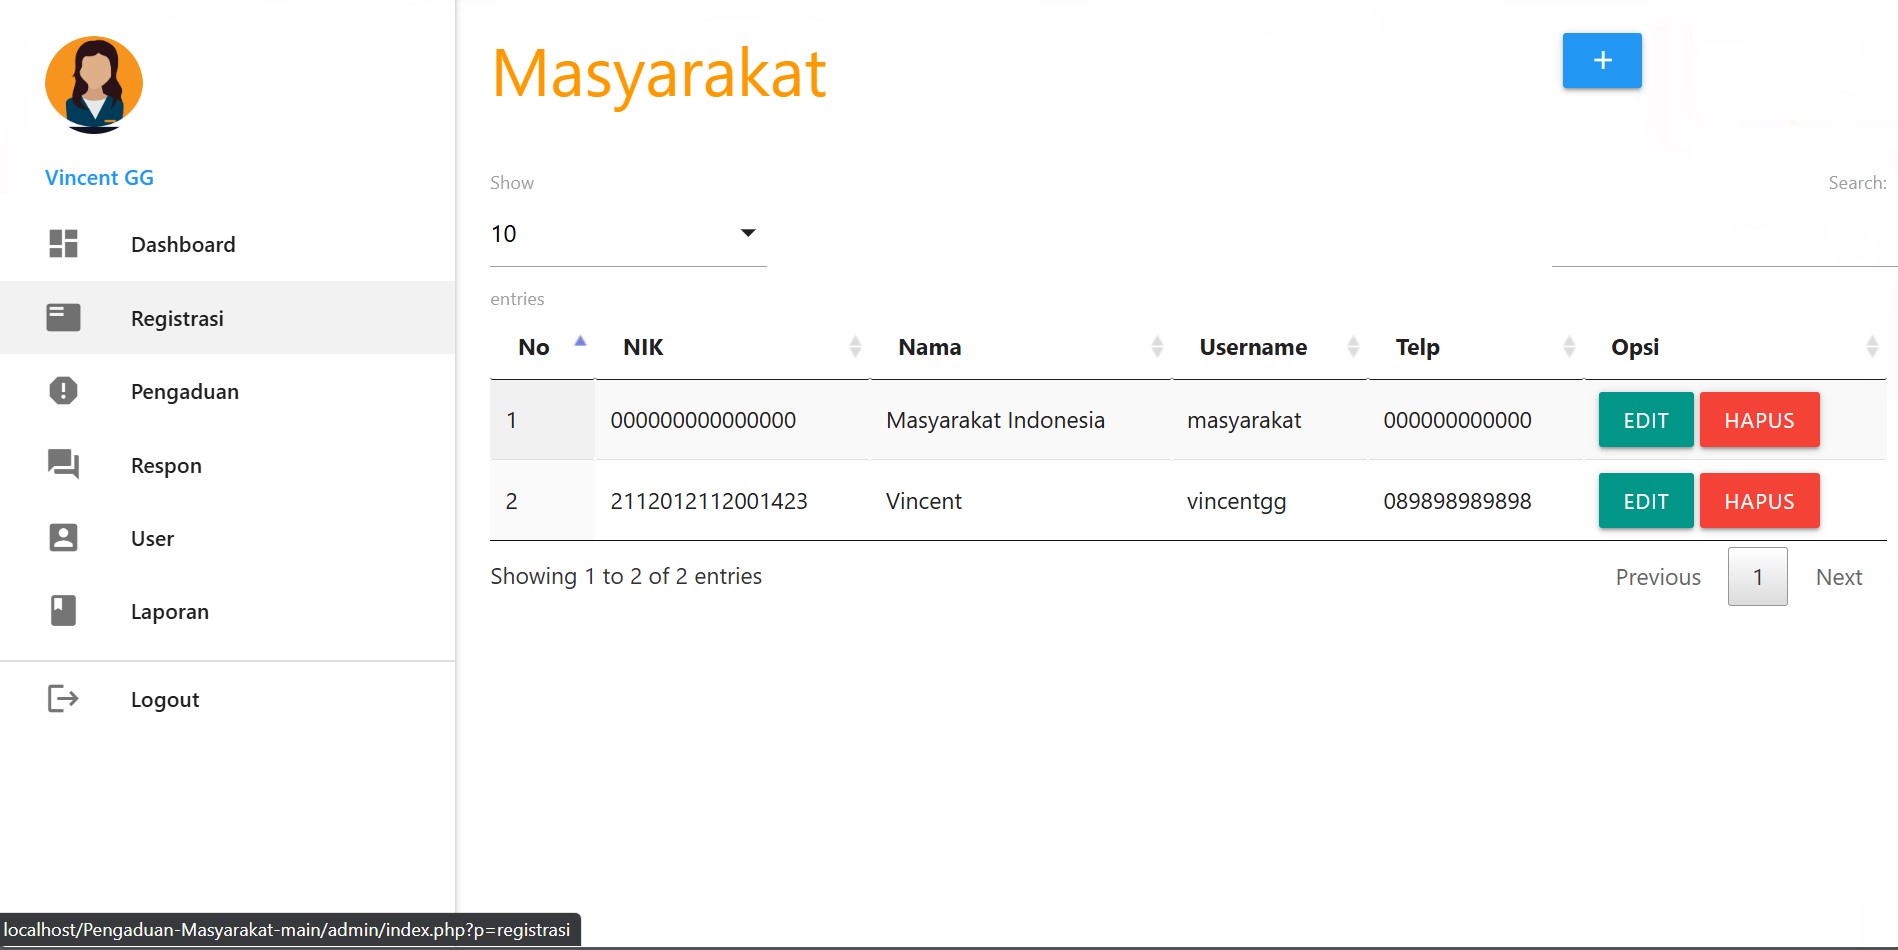 Vincent GG
Dashboard
Registrasi
Pengaduan
Respon
User
Laporan
Logout
Masyarakat
+
Show
10
entries
Search:
No NIK Nama Username Telp Opsi
1 000000000000000 Masyarakat Indonesia masyarakat 000000000000 EDIT HAPUS
2 2112012112001423 Vincent vincentgg 089898989898 EDIT HAPUS
Showing 1 to 2 of 2 entries
Previous 1 Next
localhost/Pengaduan-Masyarakat-main/admin/index.php?p=registrasi